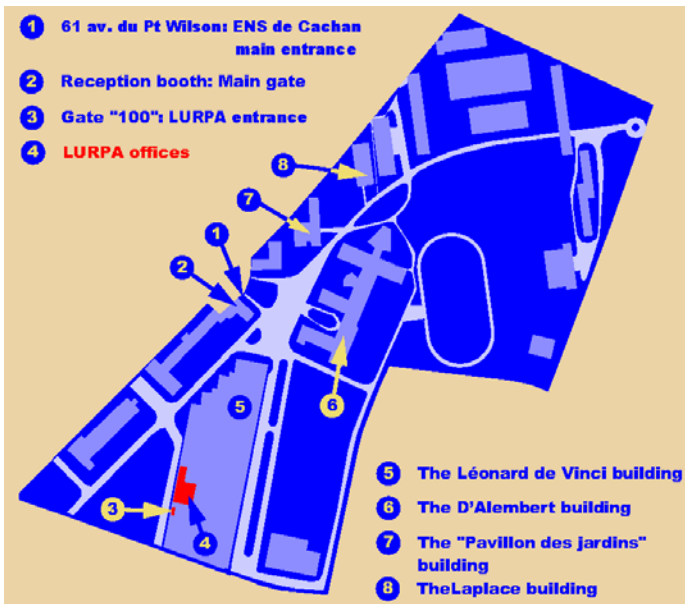 1 61 av. du Pt Wilson: ENS de Cachan
main entrance
2 Reception booth: Main gate
3 Gate "100": LURPA entrance
4 LURPA offices
8
7
1
2
5
6
3
4
5 The Léonard de Vinci building
6 The D'Alembert building
7 The "Pavillon des jardins"
building
8 TheLaplace building